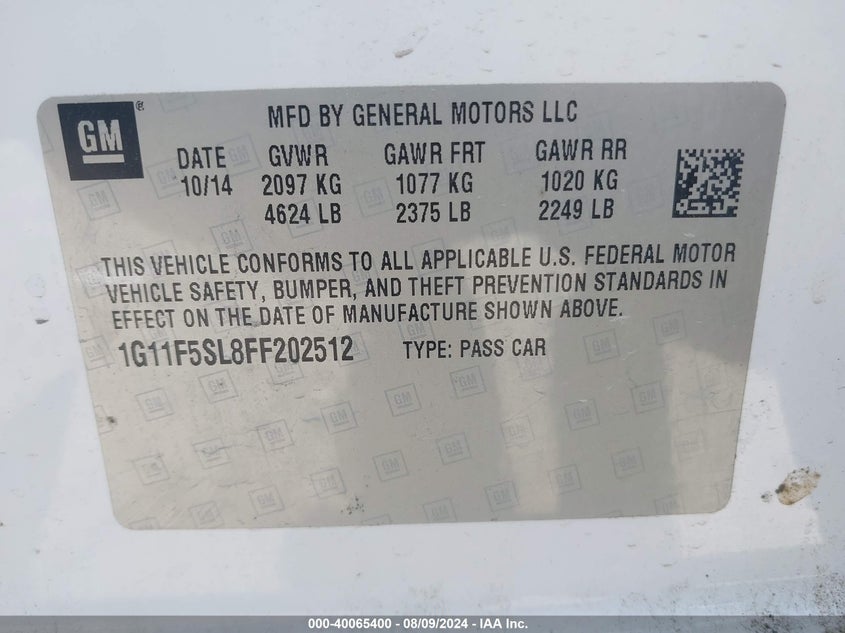 GM®
MFD BY GENERAL MOTORS LLC
DATE GVWR GAWR FRT GAWR RR
10/14 2097 KG 1077 KG 1020 KG
4624 LB 2375 LB 2249 LB
THIS VEHICLE CONFORMS TO ALL APPLICABLE U.S. FEDERAL MOTOR
VEHICLE SAFETY, BUMPER, AND THEFT PREVENTION STANDARDS IN
EFFECT ON THE DATE OF MANUFACTURE SHOWN ABOVE.
1G11F5SL8FF202512 TYPE: PASS CAR
000-40065400 - 08/09/2024 - IAA Inc.